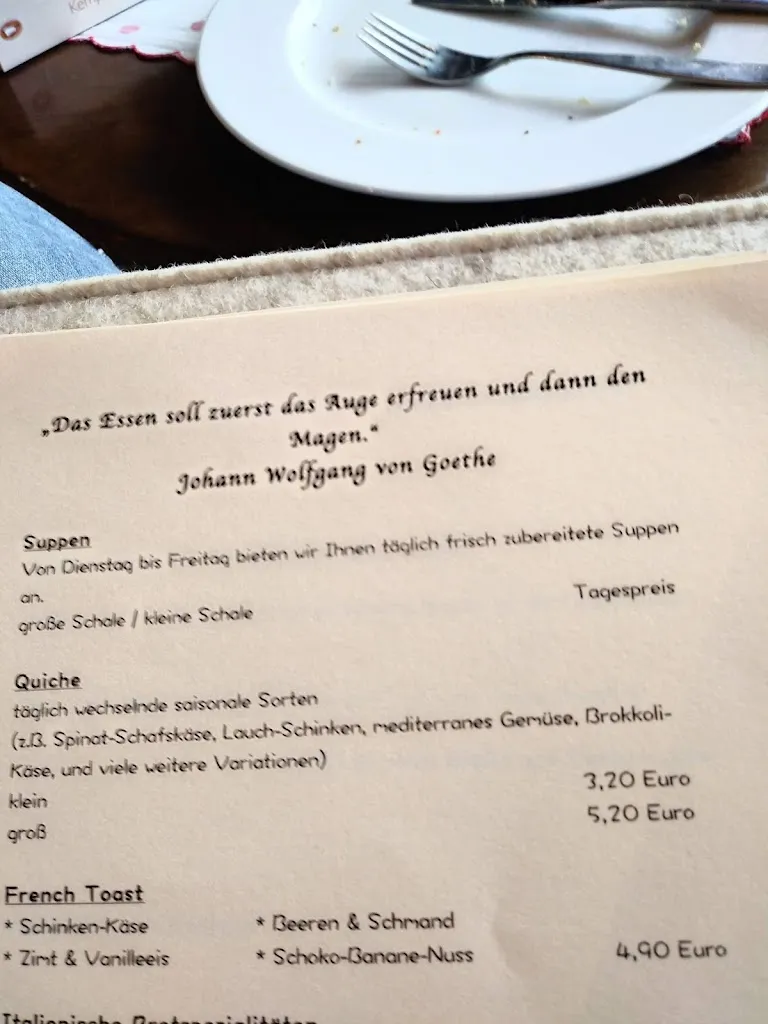 „Das Essen soll zuerst das Auge erfreuen und dann den
Magen.“
Johann Wolfgang von Goethe
Suppen
Von Dienstag bis Freitag bieten wir Ihnen täglich frisch zubereitete Suppen
an.
große Schale / kleine Schale Tagespreis
Quiche
täglich wechselnde saisonale Sorten
(z.B. Spinat-Schafskäse, Lauch-Schinken, mediterranes Gemüse, Brokkoli-
Käse, und viele weitere Variationen)
klein 3,20 Euro
groß 5,20 Euro
French Toast
* Schinken-Käse * Beeren & Schmand
* Zimt & Vanilleeis * Schoko-Banane-Nuss 4,90 Euro
Italienische Brotspezialitäten